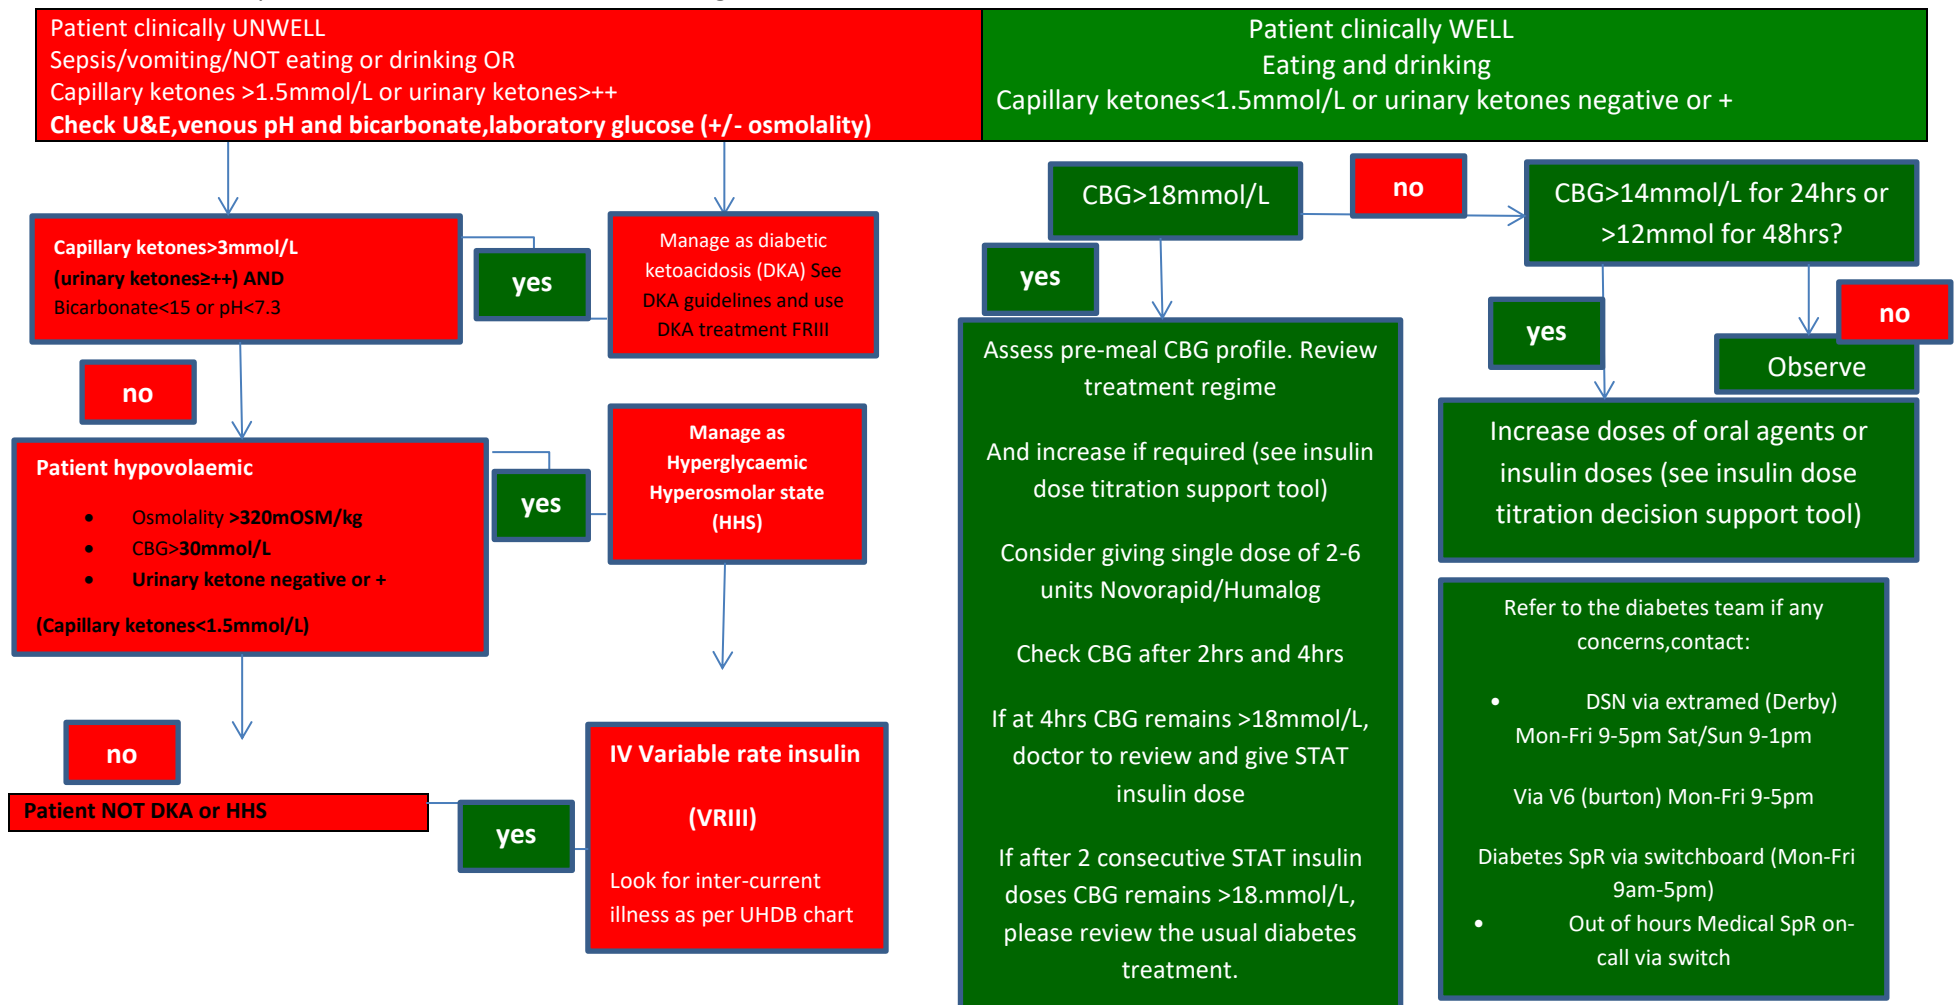 Patient clinically UNWELL
Sepsis/vomiting/NOT eating or drinking OR
Capillary ketones >1.5mmol/L or urinary ketones>++
Check U&E,venous pH and bicarbonate,laboratory glucose (+/- osmolality)
Patient clinically WELL
Eating and drinking
Capillary ketones<1.5mmol/L or urinary ketones negative or +
Capillary ketones>3mmol/L
(urinary ketones≥++) AND
Bicarbonate<15 or pH<7.3
yes
Manage as diabetic
ketoacidosis (DKA) See
DKA guidelines and use
DKA treatment FRIII
no
Patient hypovolaemic
• Osmolality >320mOSM/kg
• CBG>30mmol/L
• Urinary ketone negative or +
(Capillary ketones<1.5mmol/L)
yes
Manage as
Hyperglycaemic
Hyperosmolar state
(HHS)
no
Patient NOT DKA or HHS
yes
IV Variable rate insulin
(VRIII)
Look for inter-current
illness as per UHDB chart
CBG>18mmol/L
no
CBG>14mmol/L for 24hrs or
>12mmol for 48hrs?
yes
Assess pre-meal CBG profile. Review
treatment regime
And increase if required (see insulin
dose titration support tool)
Consider giving single dose of 2-6
units Novorapid/Humalog
Check CBG after 2hrs and 4hrs
If at 4hrs CBG remains >18mmol/L,
doctor to review and give STAT
insulin dose
If after 2 consecutive STAT insulin
doses CBG remains >18.mmol/L,
please review the usual diabetes
treatment.
yes
no
Observe
Increase doses of oral agents or
insulin doses (see insulin dose
titration decision support tool)
Refer to the diabetes team if any
concerns,contact:
• DSN via extramed (Derby)
Mon-Fri 9-5pm Sat/Sun 9-1pm
Via V6 (burton) Mon-Fri 9-5pm
Diabetes SpR via switchboard (Mon-Fri
9am-5pm)
• Out of hours Medical SpR on-
call via switch